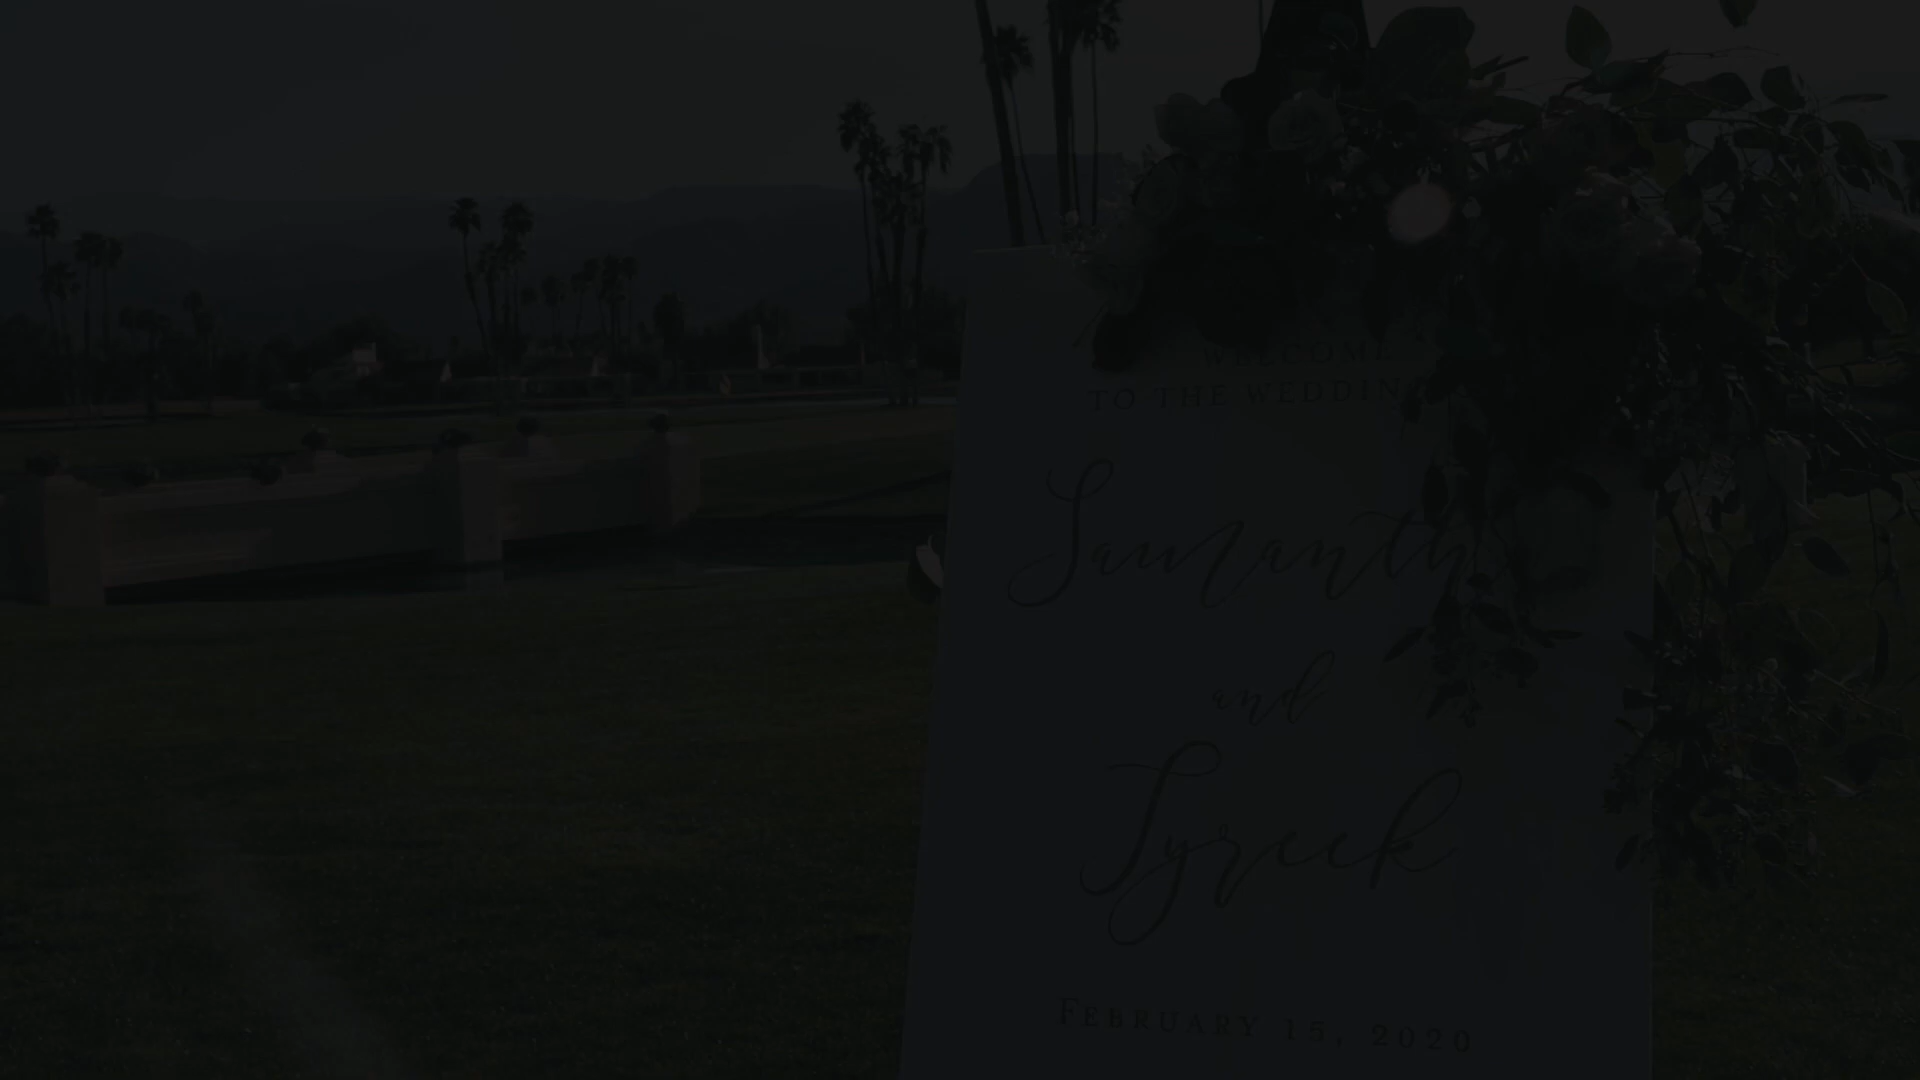 WELCOME
TO THE WEDDING
Samantha
and
Tyreek
FEBRUARY 15, 2020